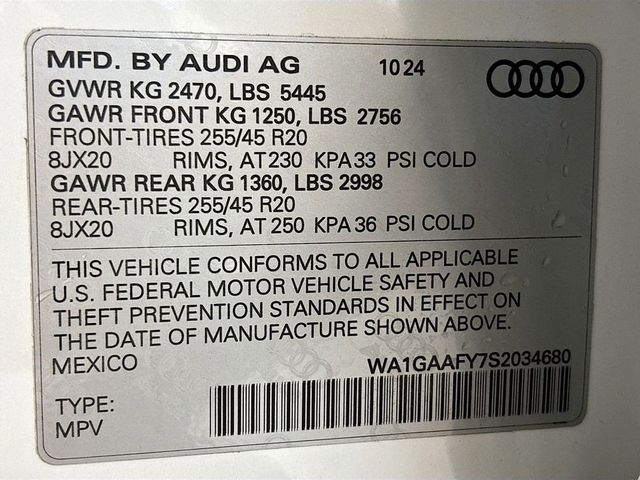 MFD. BY AUDI AG 10 24
GVWR KG 2470, LBS 5445
GAWR FRONT KG 1250, LBS 2756
FRONT-TIRES 255/45 R20
8JX20 RIMS, AT 230 KPA 33 PSI COLD
GAWR REAR KG 1360, LBS 2998
REAR-TIRES 255/45 R20
8JX20 RIMS, AT 250 KPA 36 PSI COLD
THIS VEHICLE CONFORMS TO ALL APPLICABLE
U.S. FEDERAL MOTOR VEHICLE SAFETY AND
THEFT PREVENTION STANDARDS IN EFFECT ON
THE DATE OF MANUFACTURE SHOWN ABOVE.
MEXICO WA1GAAFY7S2034680
TYPE:
MPV